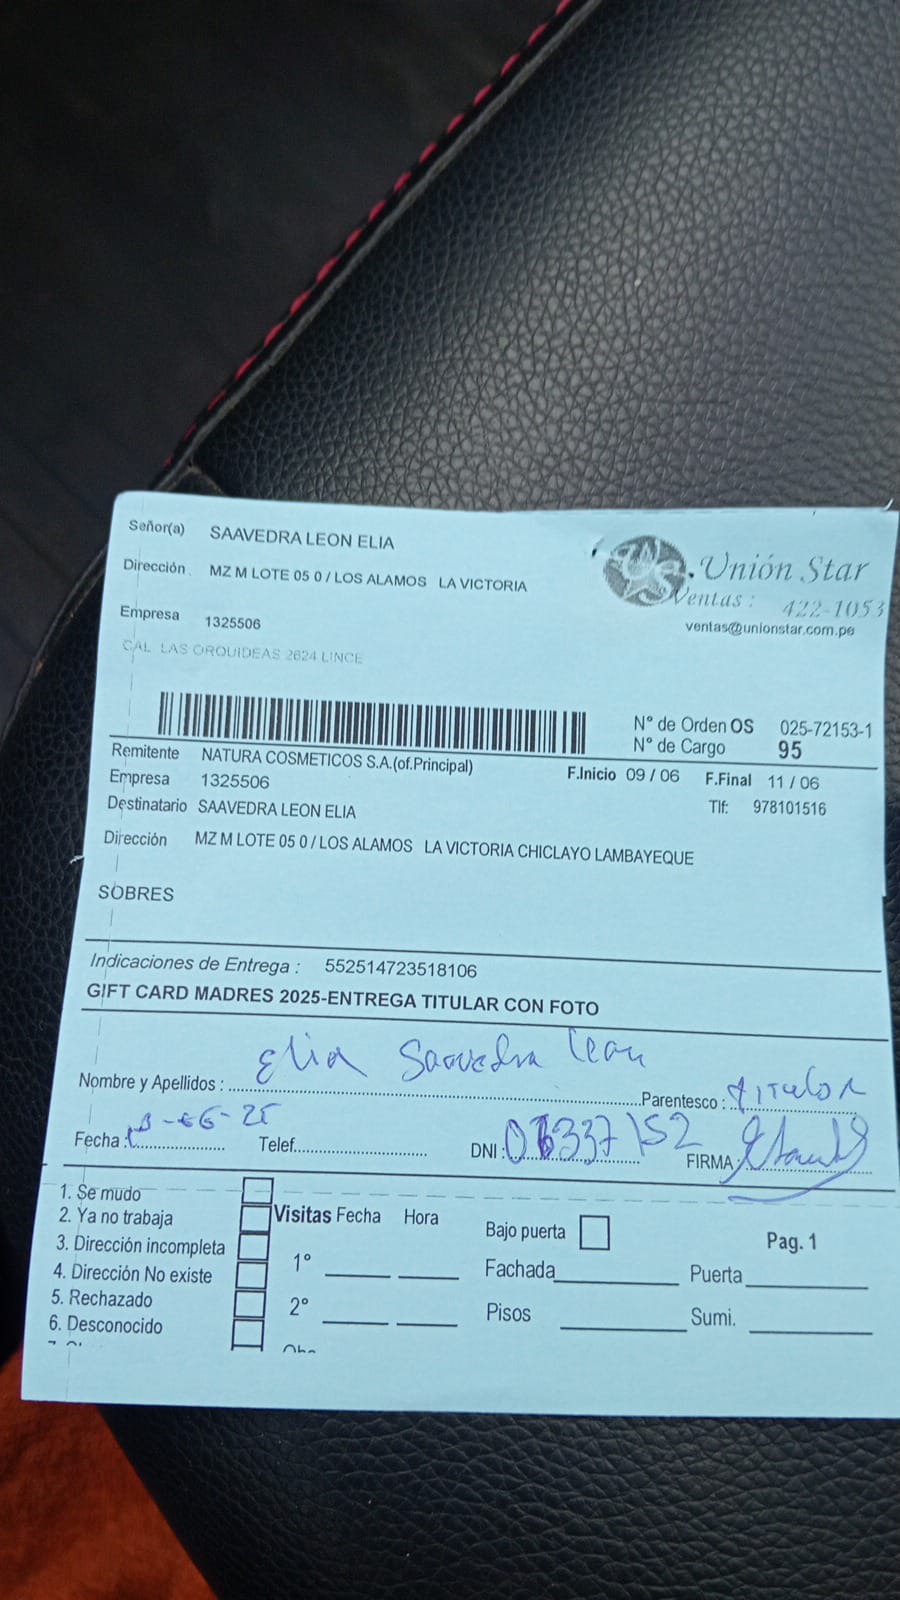 Señor(a) SAAVEDRA LEON ELIA
Dirección MZ M LOTE 05 0 / LOS ALAMOS LA VICTORIA
Unión Star
Ventas : 422-1053
ventas@unionstar.com.pe
Empresa 1325506
CAL LAS ORQUIDEAS 2624 LINCE
N° de Orden OS 025-72153-1
N° de Cargo 95
Remitente NATURA COSMETICOS S.A.(of.Principal)
Empresa 1325506 F.Inicio 09 / 06 F.Final 11 / 06
Destinatario SAAVEDRA LEON ELIA Tlf: 978101516
Dirección MZ M LOTE 05 0 / LOS ALAMOS LA VICTORIA CHICLAYO LAMBAYEQUE
SOBRES
Indicaciones de Entrega : 552514723518106
GIFT CARD MADRES 2025-ENTREGA TITULAR CON FOTO
Nombre y Apellidos : Elia Saavedra Leon Parentesco : titular
Fecha : Telef. DNI : FIRMA :
1. Se mudo
2. Ya no trabaja
3. Dirección incompleta
4. Dirección No existe
5. Rechazado
6. Desconocido
Visitas Fecha Hora
1°
2°
Bajo puerta Pag. 1
Fachada Puerta
Pisos Sumi.